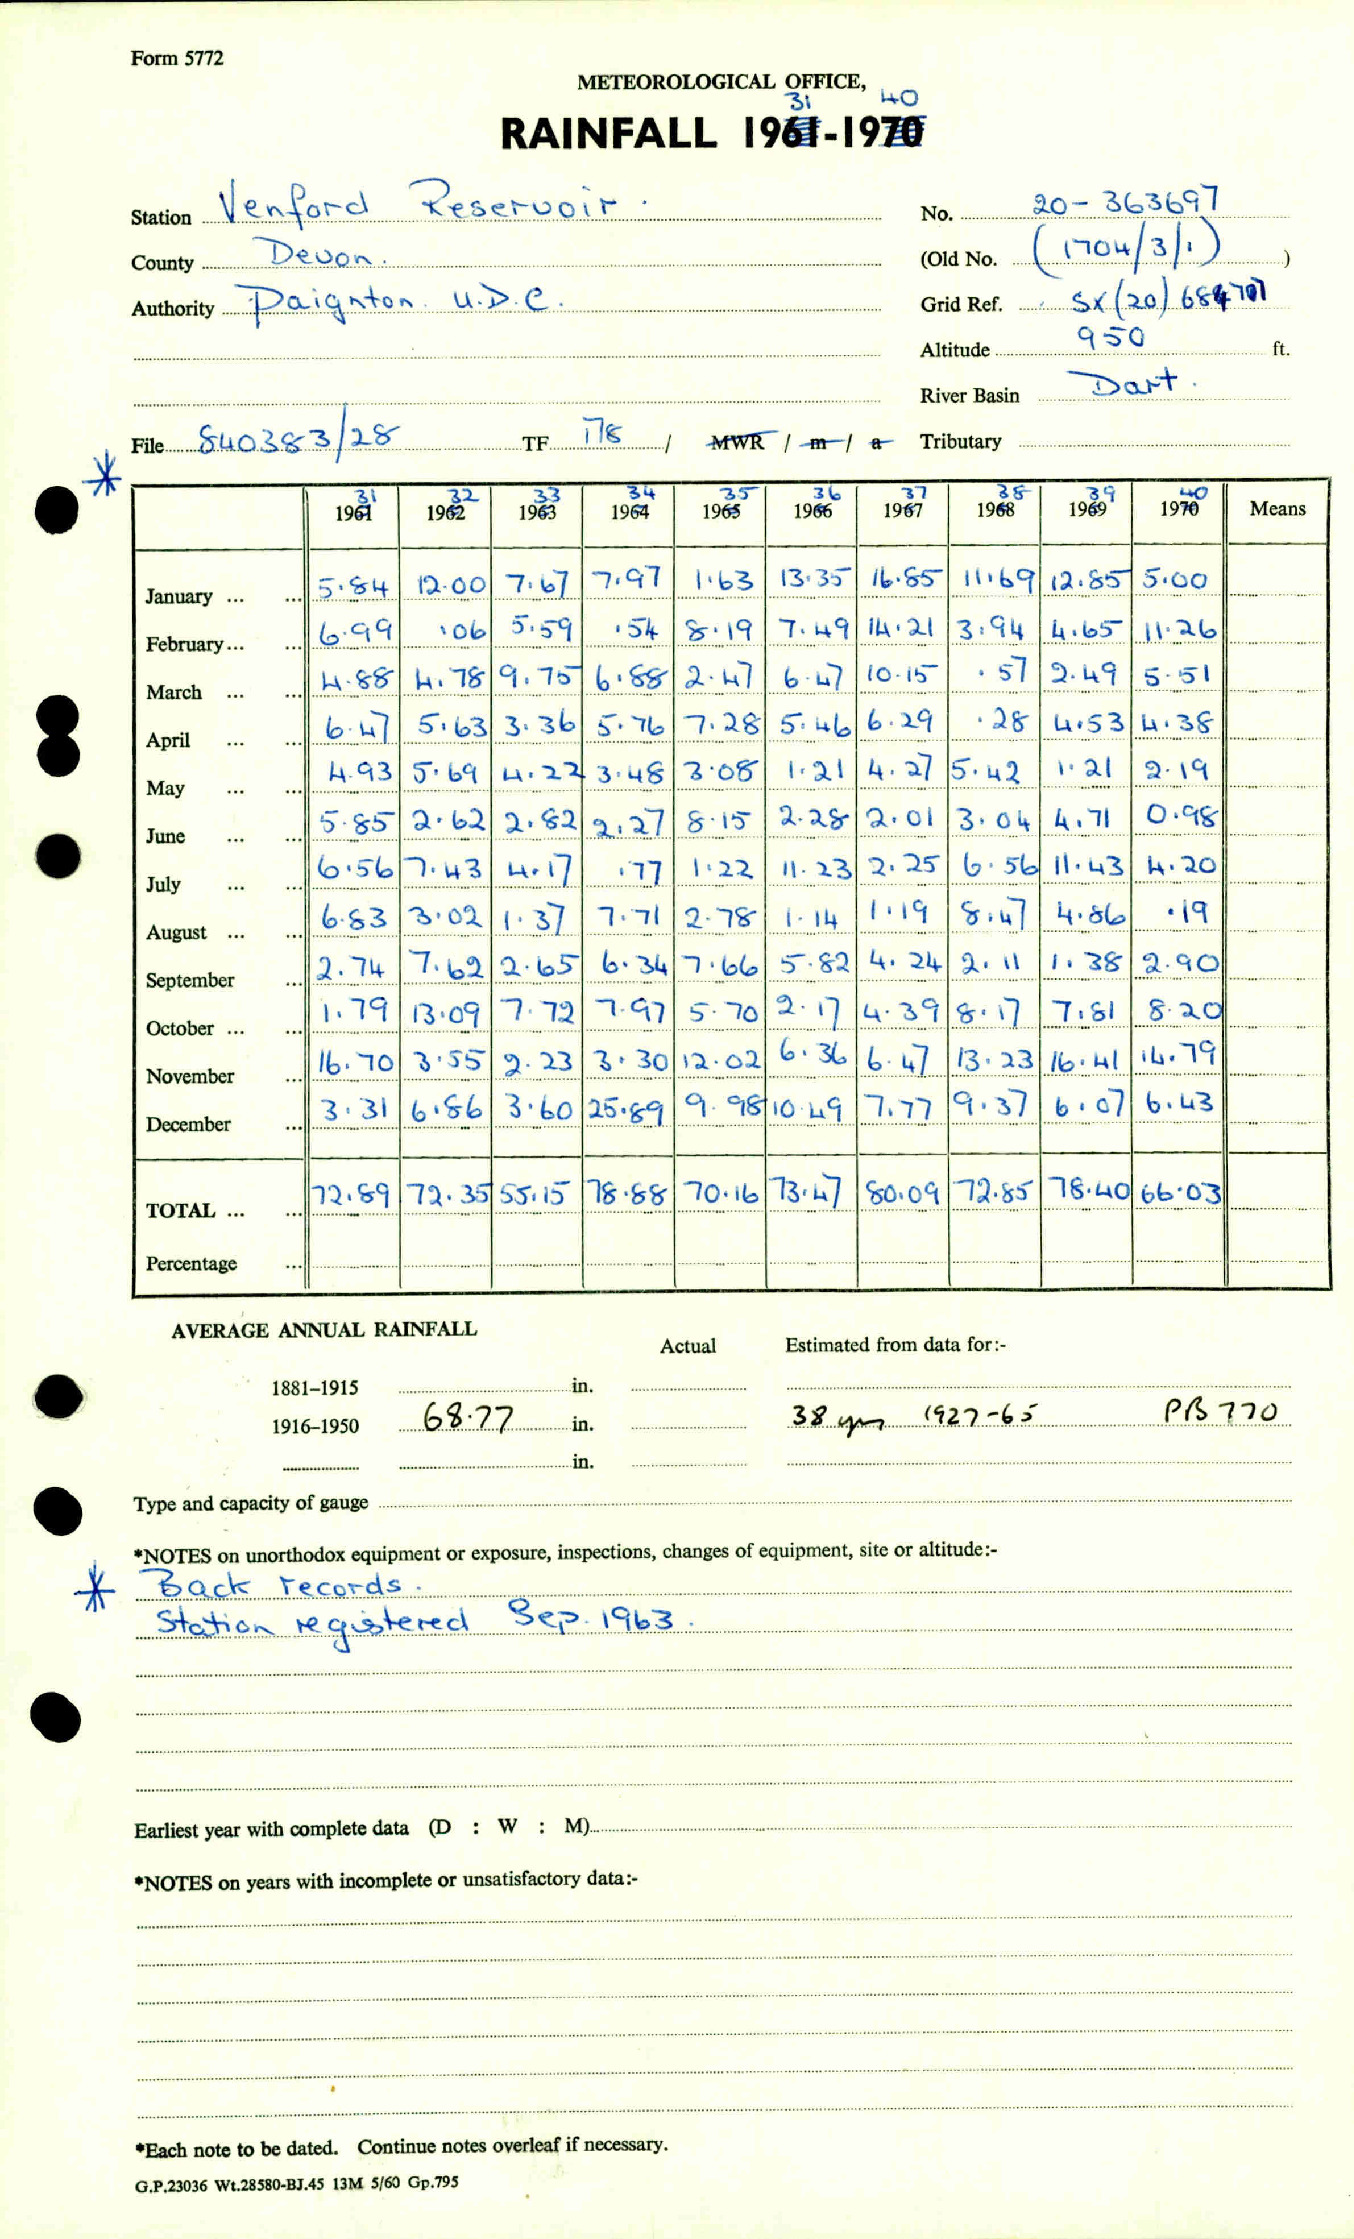 Form 5772
METEOROLOGICAL OFFICE,
31 40
RAINFALL 1961-1970
Station Venford Reservoir.
No. 20-363697
County Devon.
(Old No. (1704/3/1) )
Authority Paignton U.D.C.
Grid Ref. SX(20)684701
Altitude 950 ft.
River Basin Dart.
File 840383/28 TF 178 / MWR / m / a Tributary
*
31 32 33 34 35 36 37 38 39 40
1961 1962 1963 1964 1965 1966 1967 1968 1969 1970 Means
January ... ... 5.84 12.00 7.67 7.97 1.63 13.35 16.85 11.69 12.85 5.00
February ... ... 6.99 .06 5.59 .54 8.19 7.49 14.21 3.94 4.65 11.26
March ... ... 4.88 4.78 9.75 6.88 2.47 6.47 10.15 .57 2.49 5.51
April ... ... 6.47 5.63 3.36 5.76 7.28 5.46 6.29 .28 4.53 4.38
May ... ... 4.93 5.69 4.22 3.48 3.08 1.21 4.27 5.42 1.21 2.19
June ... ... 5.85 2.62 2.82 2.27 8.15 2.28 2.01 3.04 4.71 0.98
July ... ... 6.56 7.43 4.17 .77 1.22 11.23 2.25 6.56 11.43 4.20
August ... ... 6.83 3.02 1.37 7.71 2.78 1.14 1.19 8.47 4.86 .19
September ... 2.74 7.62 2.65 6.34 7.66 5.82 4.24 2.11 1.38 2.90
October ... ... 1.79 13.09 7.72 7.97 5.70 2.17 4.39 8.17 7.81 8.20
November ... 16.70 3.55 2.23 3.30 12.02 6.36 6.47 13.23 16.41 14.79
December ... 3.31 6.86 3.60 25.89 9.98 10.49 7.77 9.37 6.07 6.43
TOTAL ... ... 72.89 72.35 55.15 78.88 70.16 73.47 80.09 72.85 78.40 66.03
Percentage ...
AVERAGE ANNUAL RAINFALL
Actual Estimated from data for:-
1881-1915 in.
1916-1950 68.77 in. 38 yrs 1927-65 PB 770
in.
Type and capacity of gauge
*NOTES on unorthodox equipment or exposure, inspections, changes of equipment, site or altitude:-
* Back records.
Station registered Sep. 1963.
Earliest year with complete data (D : W : M)
*NOTES on years with incomplete or unsatisfactory data:-
*Each note to be dated. Continue notes overleaf if necessary.
G.P.23036 Wt.28580-BJ.45 13M 5/60 Gp.795